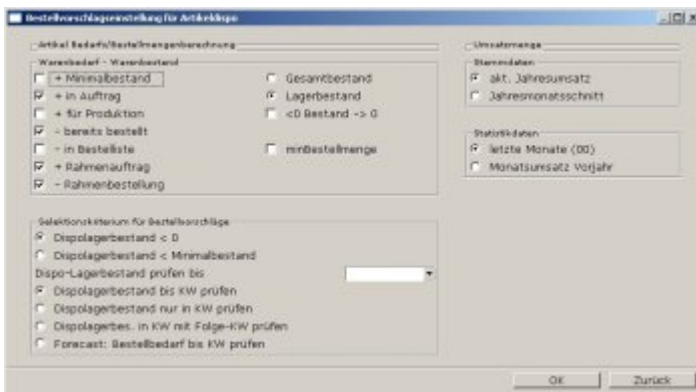 Bestellvorschlagseinstellung für Artikeldispo
Artikel Bedarfs/Bestellmengenberechnung
Warenbedarf - Warenbestand
+ Minimalbestand
+ in Auftrag
+ für Produktion
- bereits bestellt
- in Bestelliste
+ Rahmenauftrag
- Rahmenbestellung
Gesamtbestand
Lagerbestand
<0 Bestand -> 0
minBestellmenge
Umsatzmenge
Stammdaten
akt. Jahresumsatz
Jahresmonatsschnitt
Statistikdaten
letzte Monate (00)
Monatsumsatz Vorjahr
Selektionskriterium für Bestellvorschläge
Dispolagerbestand < 0
Dispolagerbestand < Minimalbestand
Dispo-Lagerbestand prüfen bis
Dispolagerbestand bis KW prüfen
Dispolagerbestand nur in KW prüfen
Dispolagerbes. in KW mit Folge-KW prüfen
Forecast: Bestellbedarf bis KW prüfen
OK
Zurück